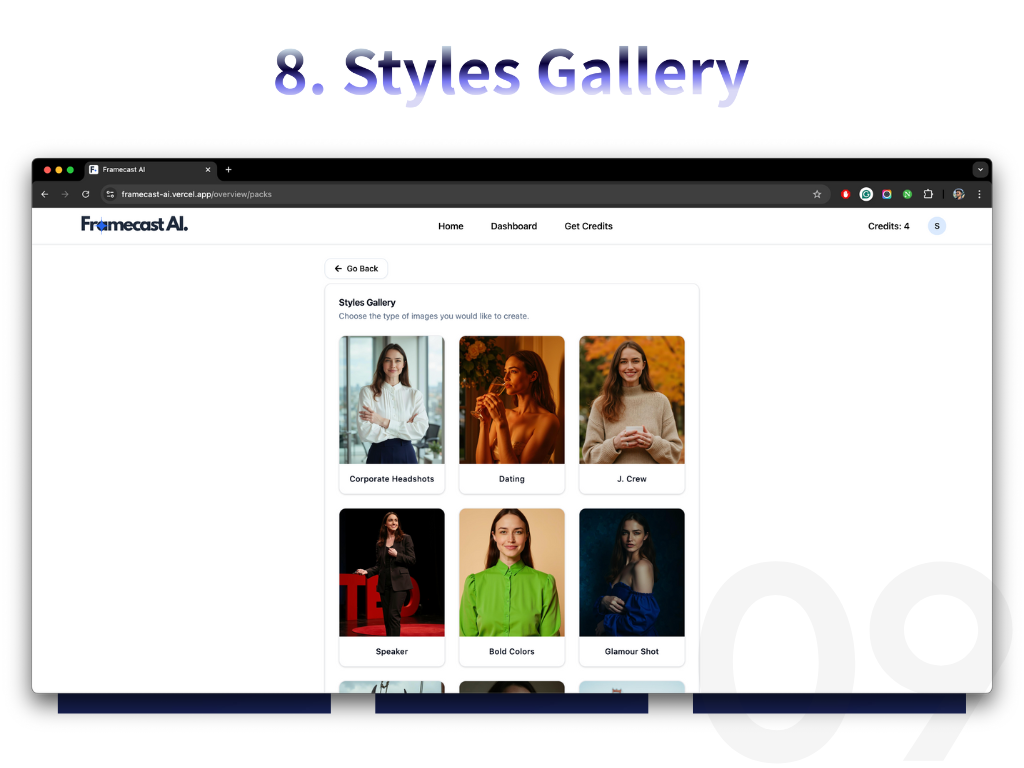 8. Styles Gallery
Framecast AI
framecast-ai.vercel.app/overview/packs
Framecast AI.
Home
Dashboard
Get Credits
Credits: 4
S
Go Back
Styles Gallery
Choose the type of images you would like to create.
Corporate Headshots
Dating
J. Crew
TED
Speaker
Bold Colors
Glamour Shot
09